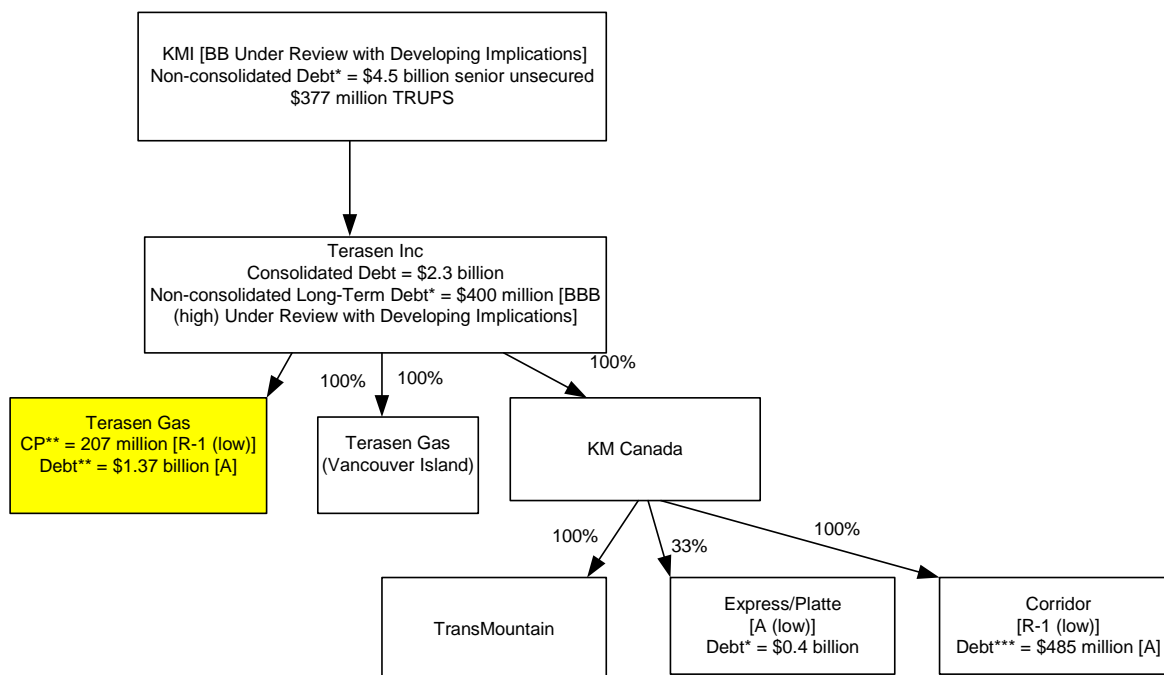 KMI [BB Under Review with Developing Implications]
Non-consolidated Debt* = $4.5 billion senior unsecured
$377 million TRUPS
Terasen Inc
Consolidated Debt = $2.3 billion
Non-consolidated Long-Term Debt* = $400 million [BBB
(high) Under Review with Developing Implications]
100%
100%
100%
Terasen Gas
CP** = 207 million [R-1 (low)]
Debt** = $1.37 billion [A]
Terasen Gas
(Vancouver Island)
KM Canada
100%
33%
100%
TransMountain
Express/Platte
[A (low)]
Debt* = $0.4 billion
Corridor
[R-1 (low)]
Debt*** = $485 million [A]